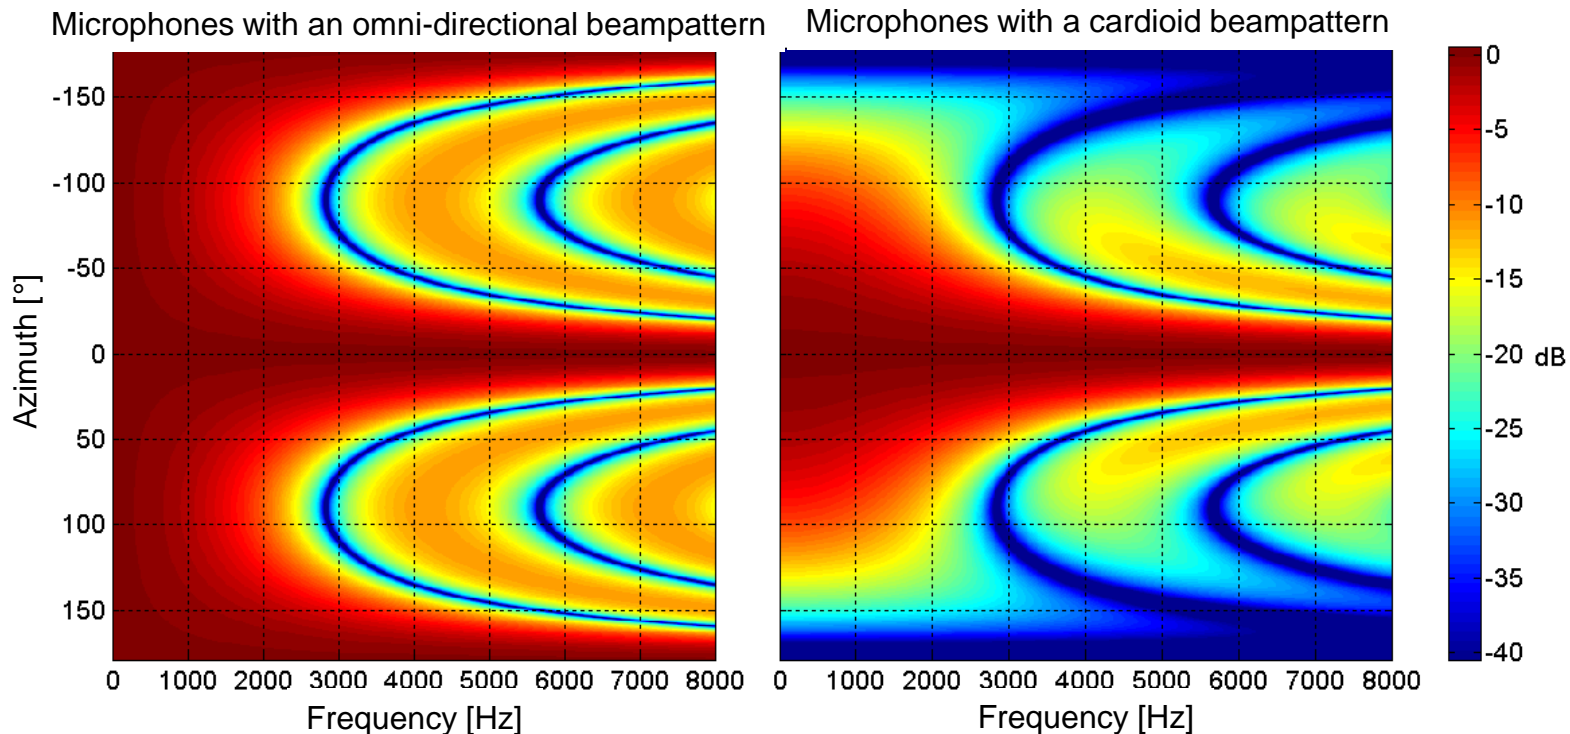 Microphones with an omni-directional beampattern
Microphones with a cardioid beampattern
Azimuth [°]
-150
-100
-50
0
50
100
150
0 1000 2000 3000 4000 5000 6000 7000 8000
Frequency [Hz]
0 1000 2000 3000 4000 5000 6000 7000 8000
Frequency [Hz]
0
-5
-10
-15
-20 dB
-25
-30
-35
-40